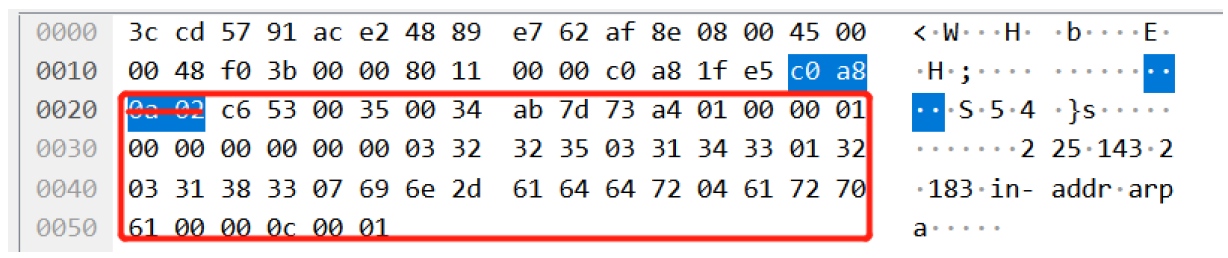 0000 3c cd 57 91 ac e2 48 89 e7 62 af 8e 08 00 45 00 <·W···H· ·b····E·
0010 00 48 f0 3b 00 00 80 11 00 00 c0 a8 1f e5 c0 a8 ·H·;···· ········
0020 0a 02 c6 53 00 35 00 34 ab 7d 73 a4 01 00 00 01 ···S·5·4 ·}s·····
0030 00 00 00 00 00 00 03 32 32 35 03 31 34 33 01 32 ·······2 25·143·2
0040 03 31 38 33 07 69 6e 2d 61 64 64 72 04 61 72 70 ·183·in- addr·arp
0050 61 00 00 0c 00 01 a·····